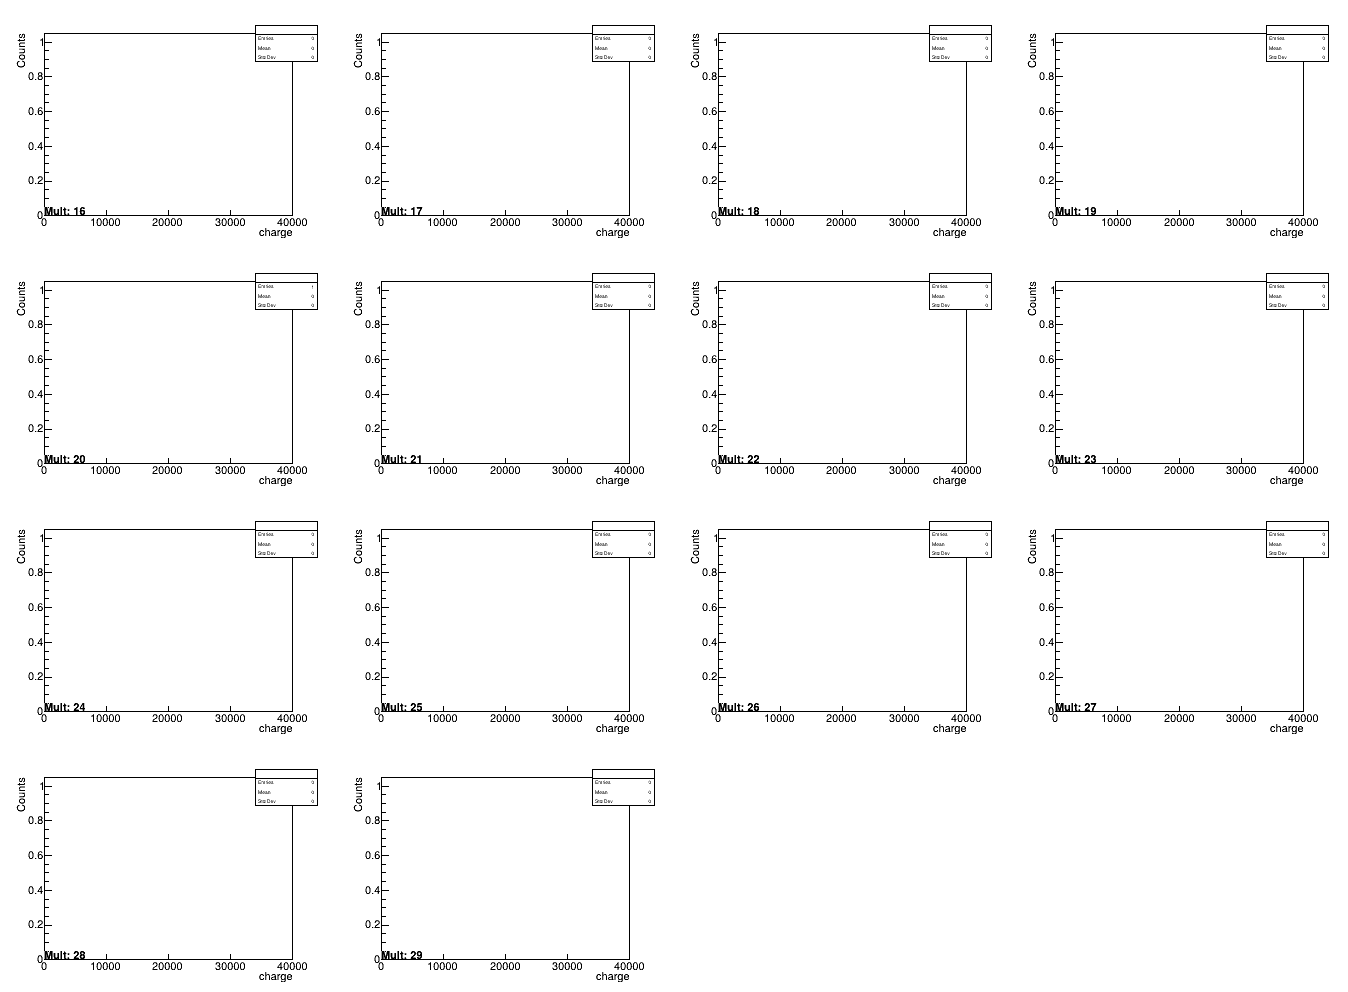 Counts
Entries 0
Mean 0
Std Dev 0
1
0.8
0.6
0.4
0.2
0
Mult: 16
0 10000 20000 30000 40000
charge
Counts
Entries 0
Mean 0
Std Dev 0
1
0.8
0.6
0.4
0.2
0
Mult: 17
0 10000 20000 30000 40000
charge
Counts
Entries 0
Mean 0
Std Dev 0
1
0.8
0.6
0.4
0.2
0
Mult: 18
0 10000 20000 30000 40000
charge
Counts
Entries 0
Mean 0
Std Dev 0
1
0.8
0.6
0.4
0.2
0
Mult: 19
0 10000 20000 30000 40000
charge
Counts
Entries 1
Mean 0
Std Dev 0
1
0.8
0.6
0.4
0.2
0
Mult: 20
0 10000 20000 30000 40000
charge
Counts
Entries 0
Mean 0
Std Dev 0
1
0.8
0.6
0.4
0.2
0
Mult: 21
0 10000 20000 30000 40000
charge
Counts
Entries 0
Mean 0
Std Dev 0
1
0.8
0.6
0.4
0.2
0
Mult: 22
0 10000 20000 30000 40000
charge
Counts
Entries 0
Mean 0
Std Dev 0
1
0.8
0.6
0.4
0.2
0
Mult: 23
0 10000 20000 30000 40000
charge
Counts
Entries 0
Mean 0
Std Dev 0
1
0.8
0.6
0.4
0.2
0
Mult: 24
0 10000 20000 30000 40000
charge
Counts
Entries 0
Mean 0
Std Dev 0
1
0.8
0.6
0.4
0.2
0
Mult: 25
0 10000 20000 30000 40000
charge
Counts
Entries 0
Mean 0
Std Dev 0
1
0.8
0.6
0.4
0.2
0
Mult: 26
0 10000 20000 30000 40000
charge
Counts
Entries 0
Mean 0
Std Dev 0
1
0.8
0.6
0.4
0.2
0
Mult: 27
0 10000 20000 30000 40000
charge
Counts
Entries 0
Mean 0
Std Dev 0
1
0.8
0.6
0.4
0.2
0
Mult: 28
0 10000 20000 30000 40000
charge
Counts
Entries 0
Mean 0
Std Dev 0
1
0.8
0.6
0.4
0.2
0
Mult: 29
0 10000 20000 30000 40000
charge